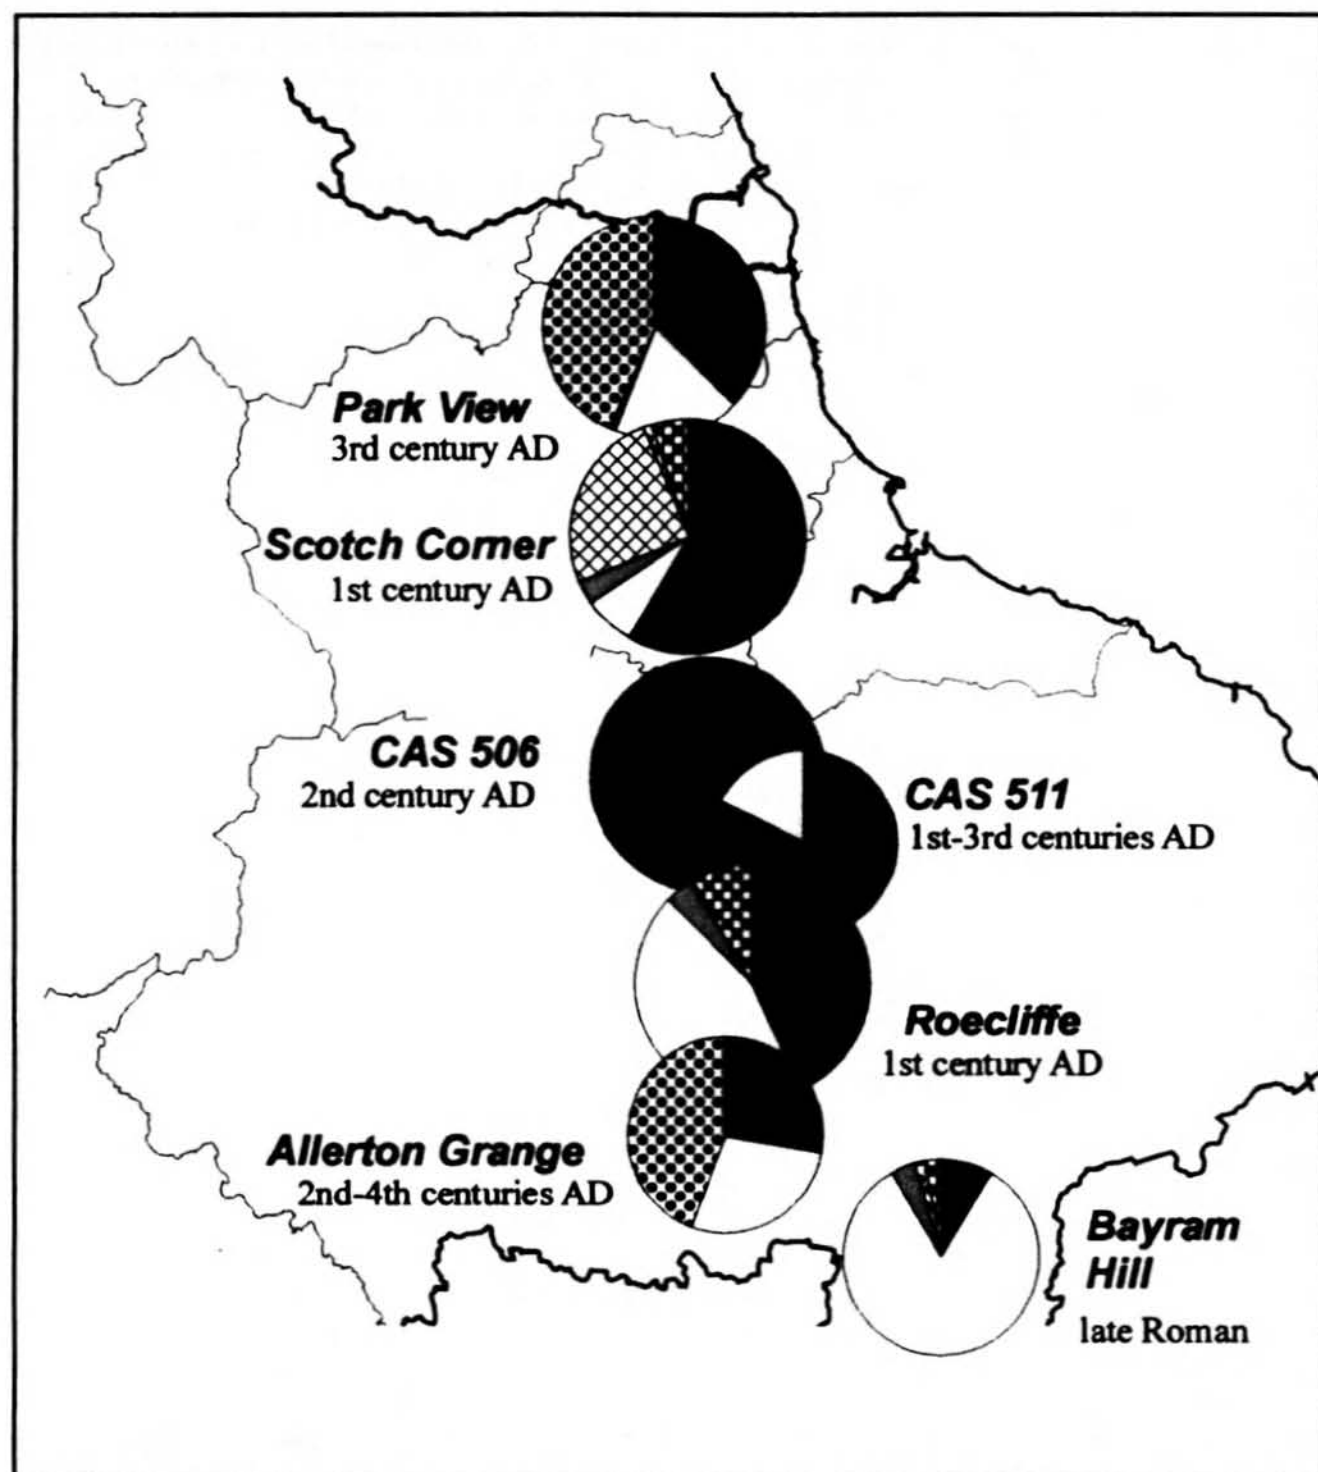 Park View
3rd century AD
Scotch Corner
1st century AD
CAS 506
2nd century AD
CAS 511
1st-3rd centuries AD
Roecliffe
1st century AD
Allerton Grange
2nd-4th centuries AD
Bayram
Hill
late Roman